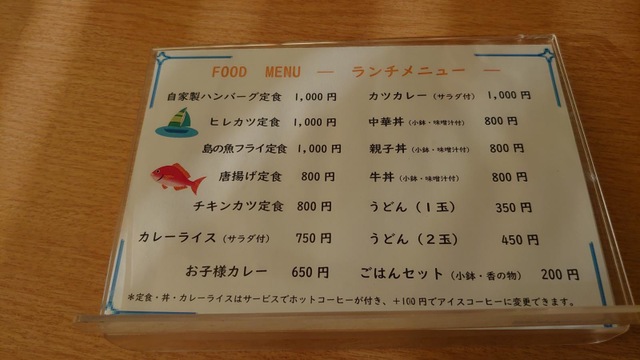 FOOD MENU ― ランチメニュー ―
自家製ハンバーグ定食 1,000円
ヒレカツ定食 1,000円
島の魚フライ定食 1,000円
唐揚げ定食 800円
チキンカツ定食 800円
カレーライス（サラダ付） 750円
お子様カレー 650円
カツカレー（サラダ付） 1,000円
中華丼（小鉢・味噌汁付） 800円
親子丼（小鉢・味噌汁付） 800円
牛丼（小鉢・味噌汁付） 800円
うどん（１玉） 350円
うどん（２玉） 450円
ごはんセット（小鉢・香の物） 200円
*定食・丼・カレーライスはサービスでホットコーヒーが付き、＋100円でアイスコーヒーに変更できます。